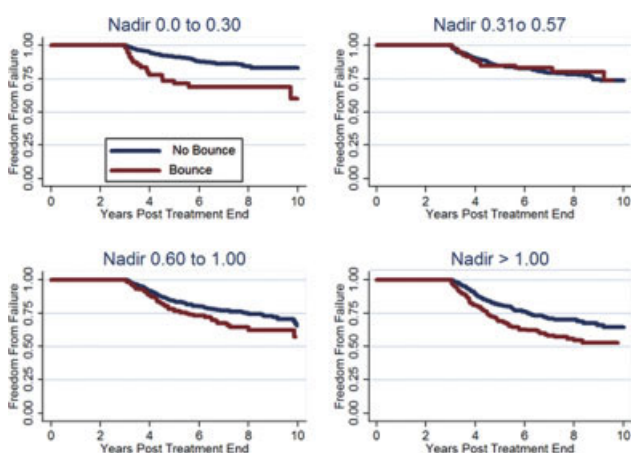 Nadir 0.0 to 0.30
Freedom From Failure
0.00 0.25 0.50 0.75 1.00
No Bounce
Bounce
0 2 4 6 8 10
Years Post Treatment End
Nadir 0.31o 0.57
Freedom From Failure
0.00 0.25 0.50 0.75 1.00
0 2 4 6 8 10
Years Post Treatment End
Nadir 0.60 to 1.00
Freedom From Failure
0.00 0.25 0.50 0.75 1.00
0 2 4 6 8 10
Years Post Treatment End
Nadir > 1.00
Freedom From Failure
0.00 0.25 0.50 0.75 1.00
0 2 4 6 8 10
Years Post Treatment End